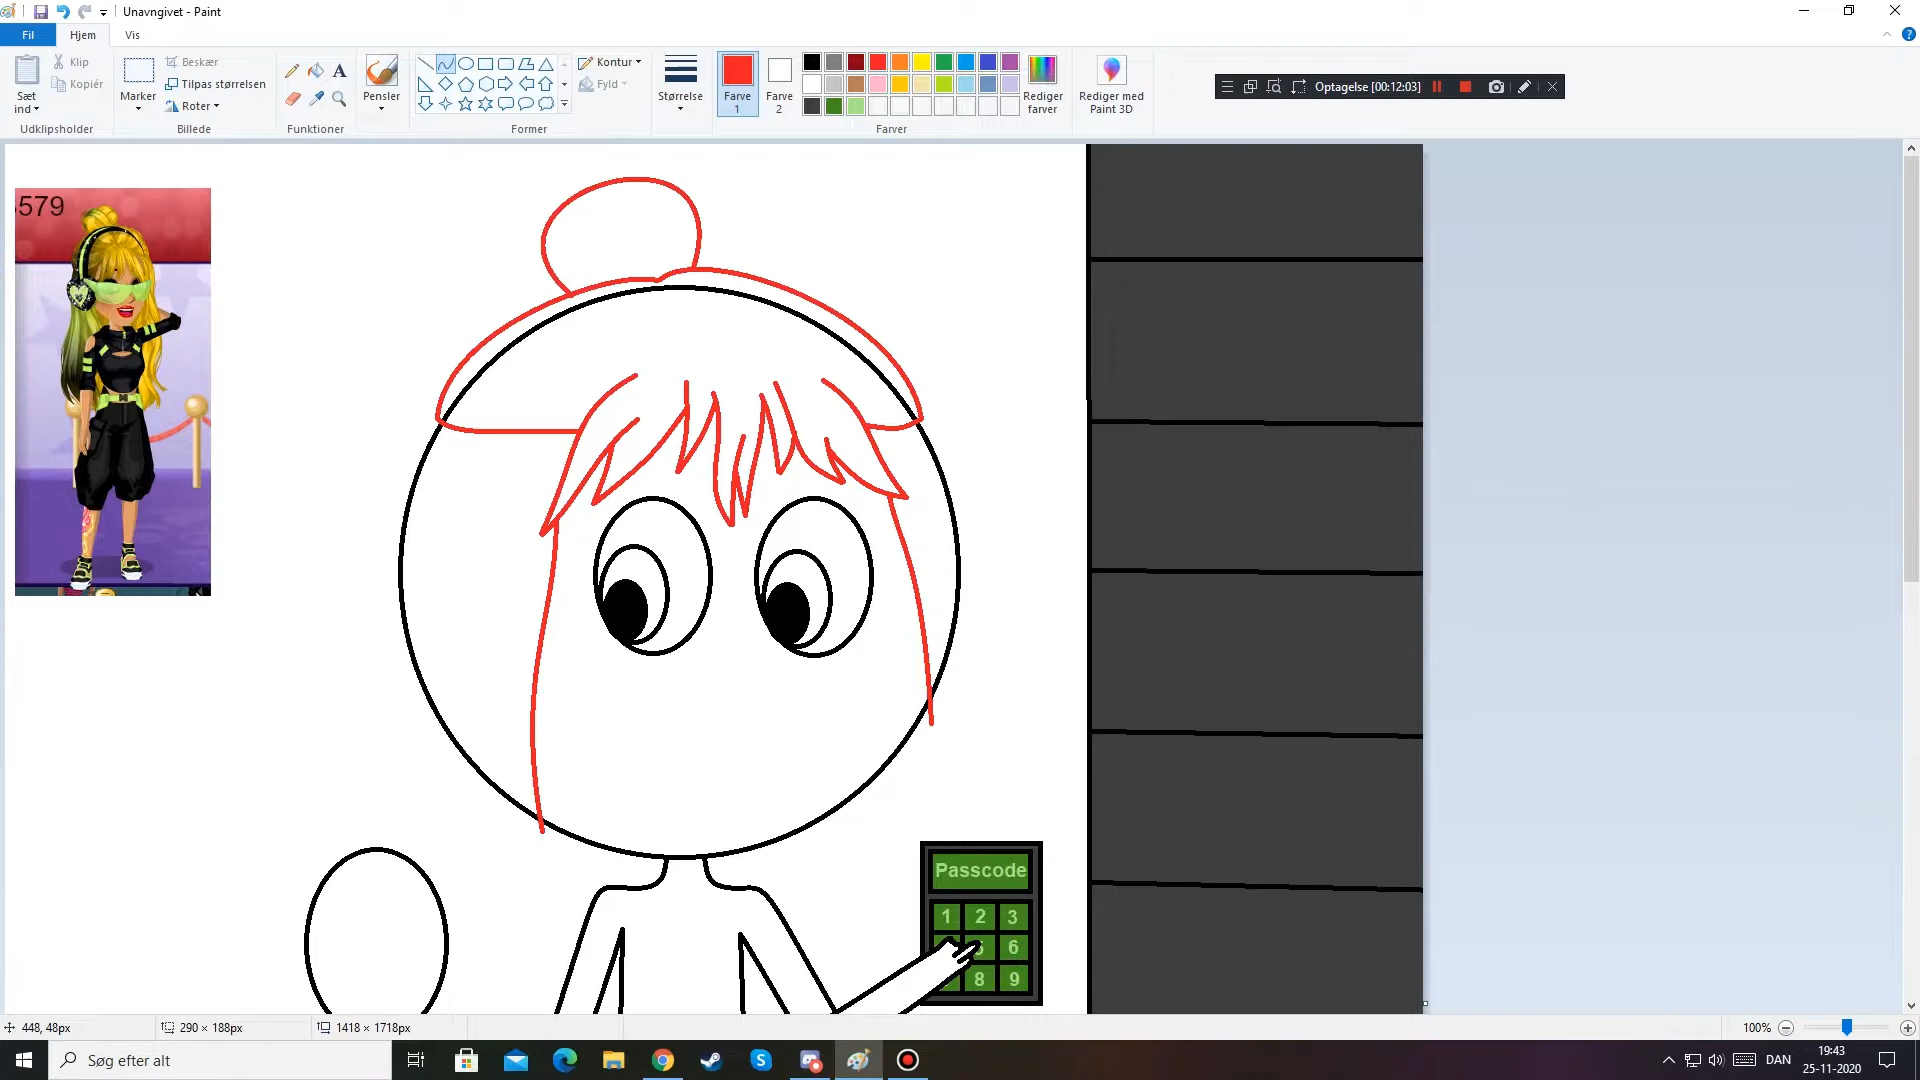 Unavngivet - Paint
Fil Hjem Vis
Sæt ind
Klip
Kopiér
Udklipsholder
Marker
Beskær
Tilpas størrelsen
Roter
Billede
A
Funktioner
Pensler
Former
Kontur
Fyld
Størrelse
Farve 1
Farve 2
Farver
Rediger farver
Rediger med Paint 3D
Optagelse [00:12:03]
579
Passcode
1 2 3
5 6
8 9
448, 48px
290 × 188px
1418 × 1718px
100%
Søg efter alt
DAN
19:43
25-11-2020